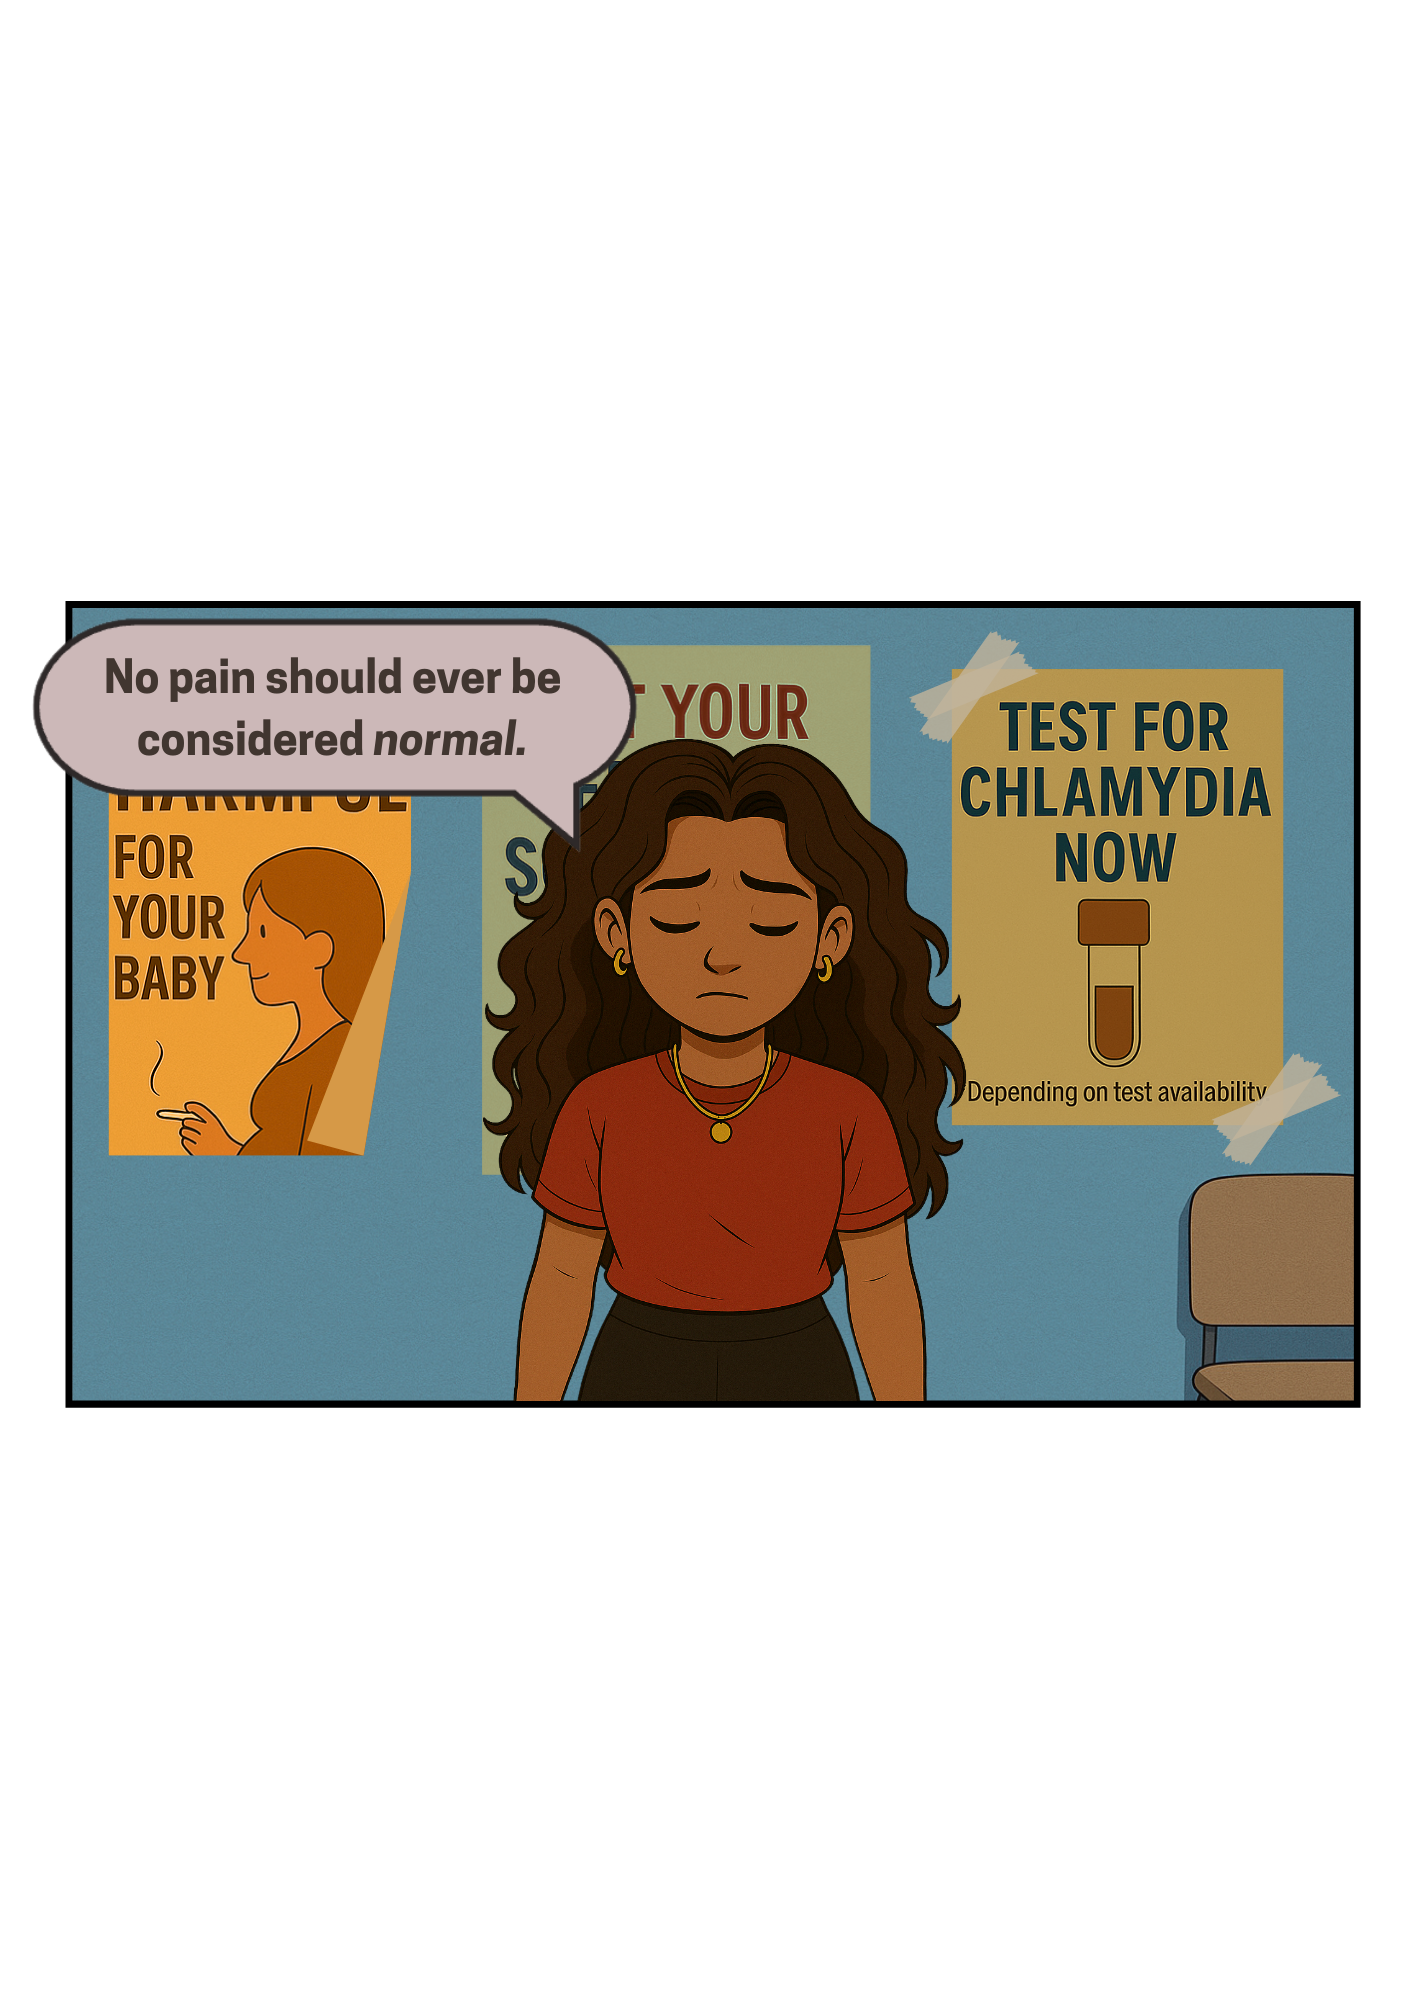 No pain should ever be
considered normal.
HARMFUL
FOR
YOUR
BABY
YOUR
TEST FOR
CHLAMYDIA
NOW
Depending on test availability